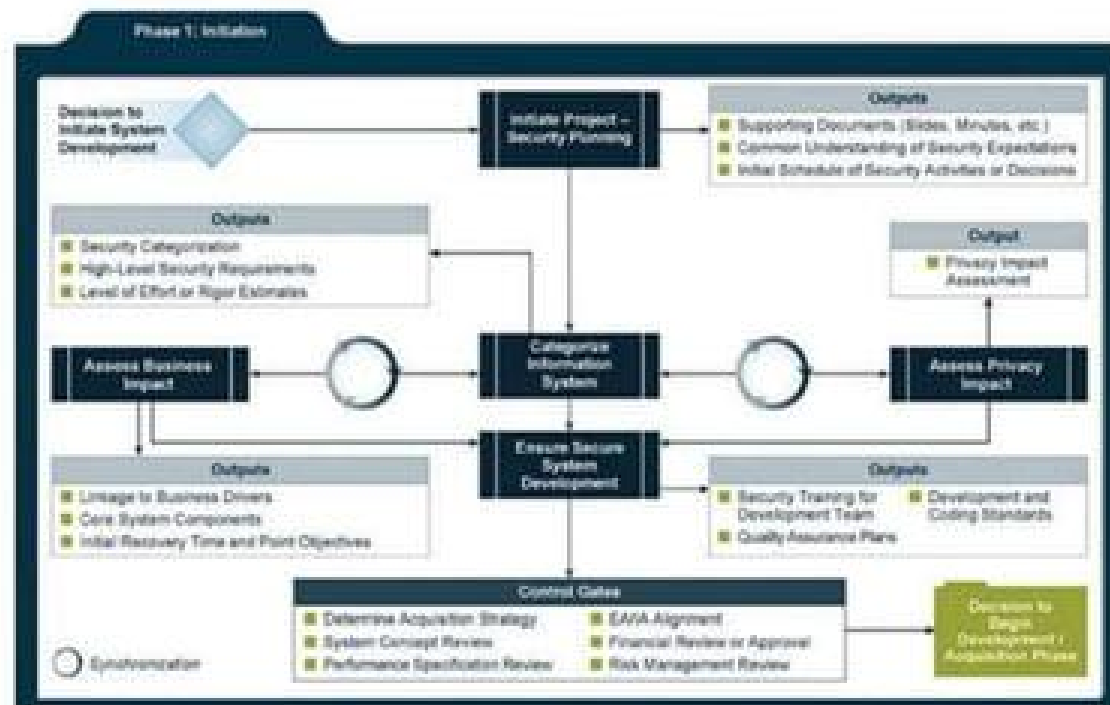 Phase 1: Initiation
Decision to
Initiate System
Development
Initiate Project –
Security Planning
Outputs
Supporting Documents (Slides, Minutes, etc.)
Common Understanding of Security Expectations
Initial Schedule of Security Activities or Decisions
Outputs
Security Categorization
High-Level Security Requirements
Level of Effort or Rigor Estimates
Output
Privacy Impact
Assessment
Assess Business
Impact
Categorize
Information
System
Assess Privacy
Impact
Ensure Secure
System
Development
Outputs
Linkage to Business Drivers
Core System Components
Initial Recovery Time and Point Objectives
Outputs
Security Training for
Development Team
Quality Assurance Plans
Development and
Coding Standards
Control Gates
Determine Acquisition Strategy
System Concept Review
Performance Specification Review
EA/IA Alignment
Financial Review or Approval
Risk Management Review
Decision to
Begin
Development /
Acquisition Phase
Synchronization